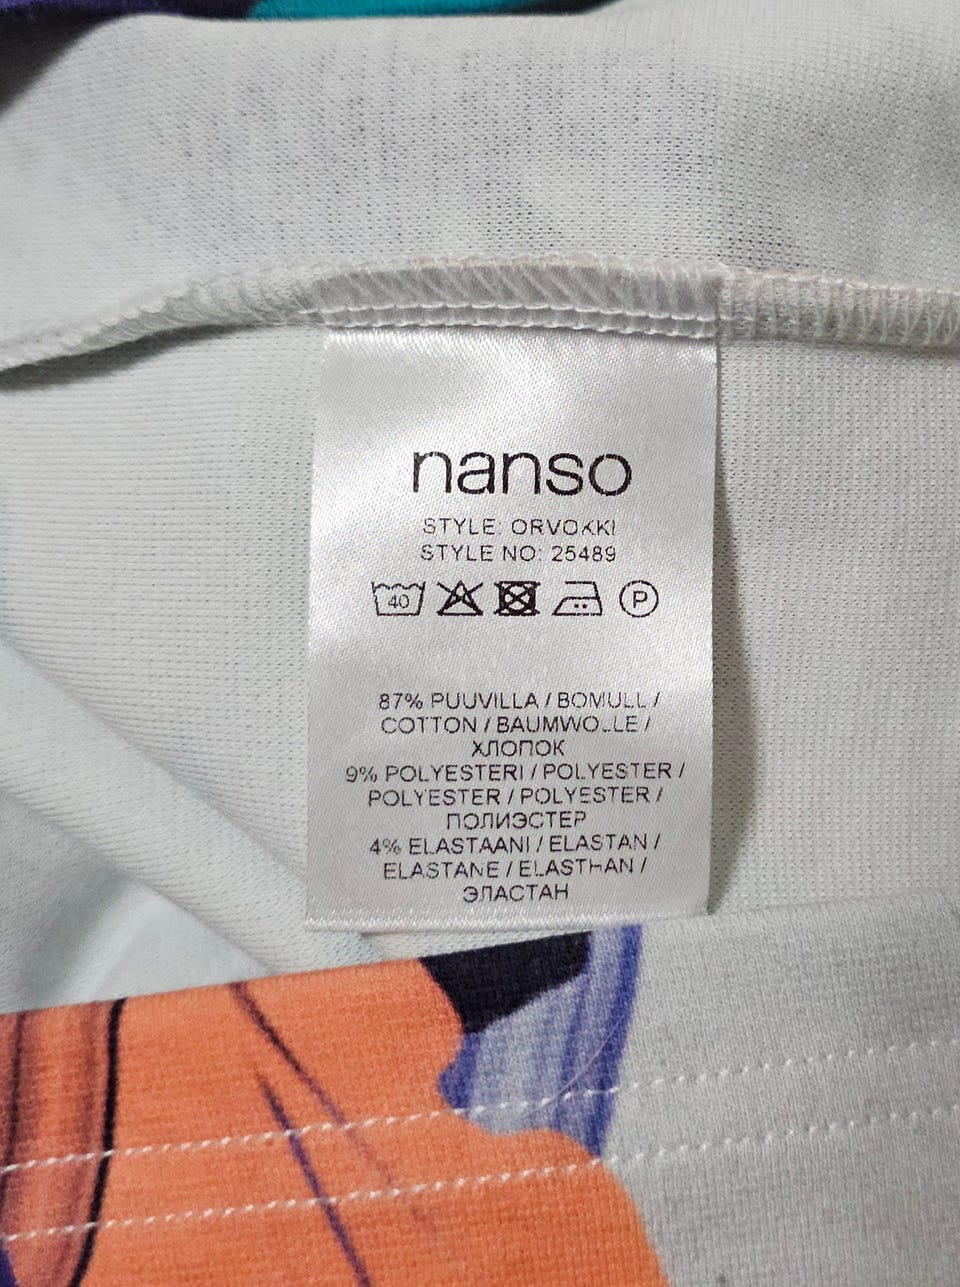 nanso
STYLE: ORVOKKI
STYLE NO: 25489
40 P
87% PUUVILLA / BOMULL /
COTTON / BAUMWOLLE /
ХЛОПОК
9% POLYESTERI / POLYESTER /
POLYESTER / POLYESTER /
ПОЛИЭСТЕР
4% ELASTAANI / ELASTAN /
ELASTANE / ELASTHAN /
ЭЛАСТАН